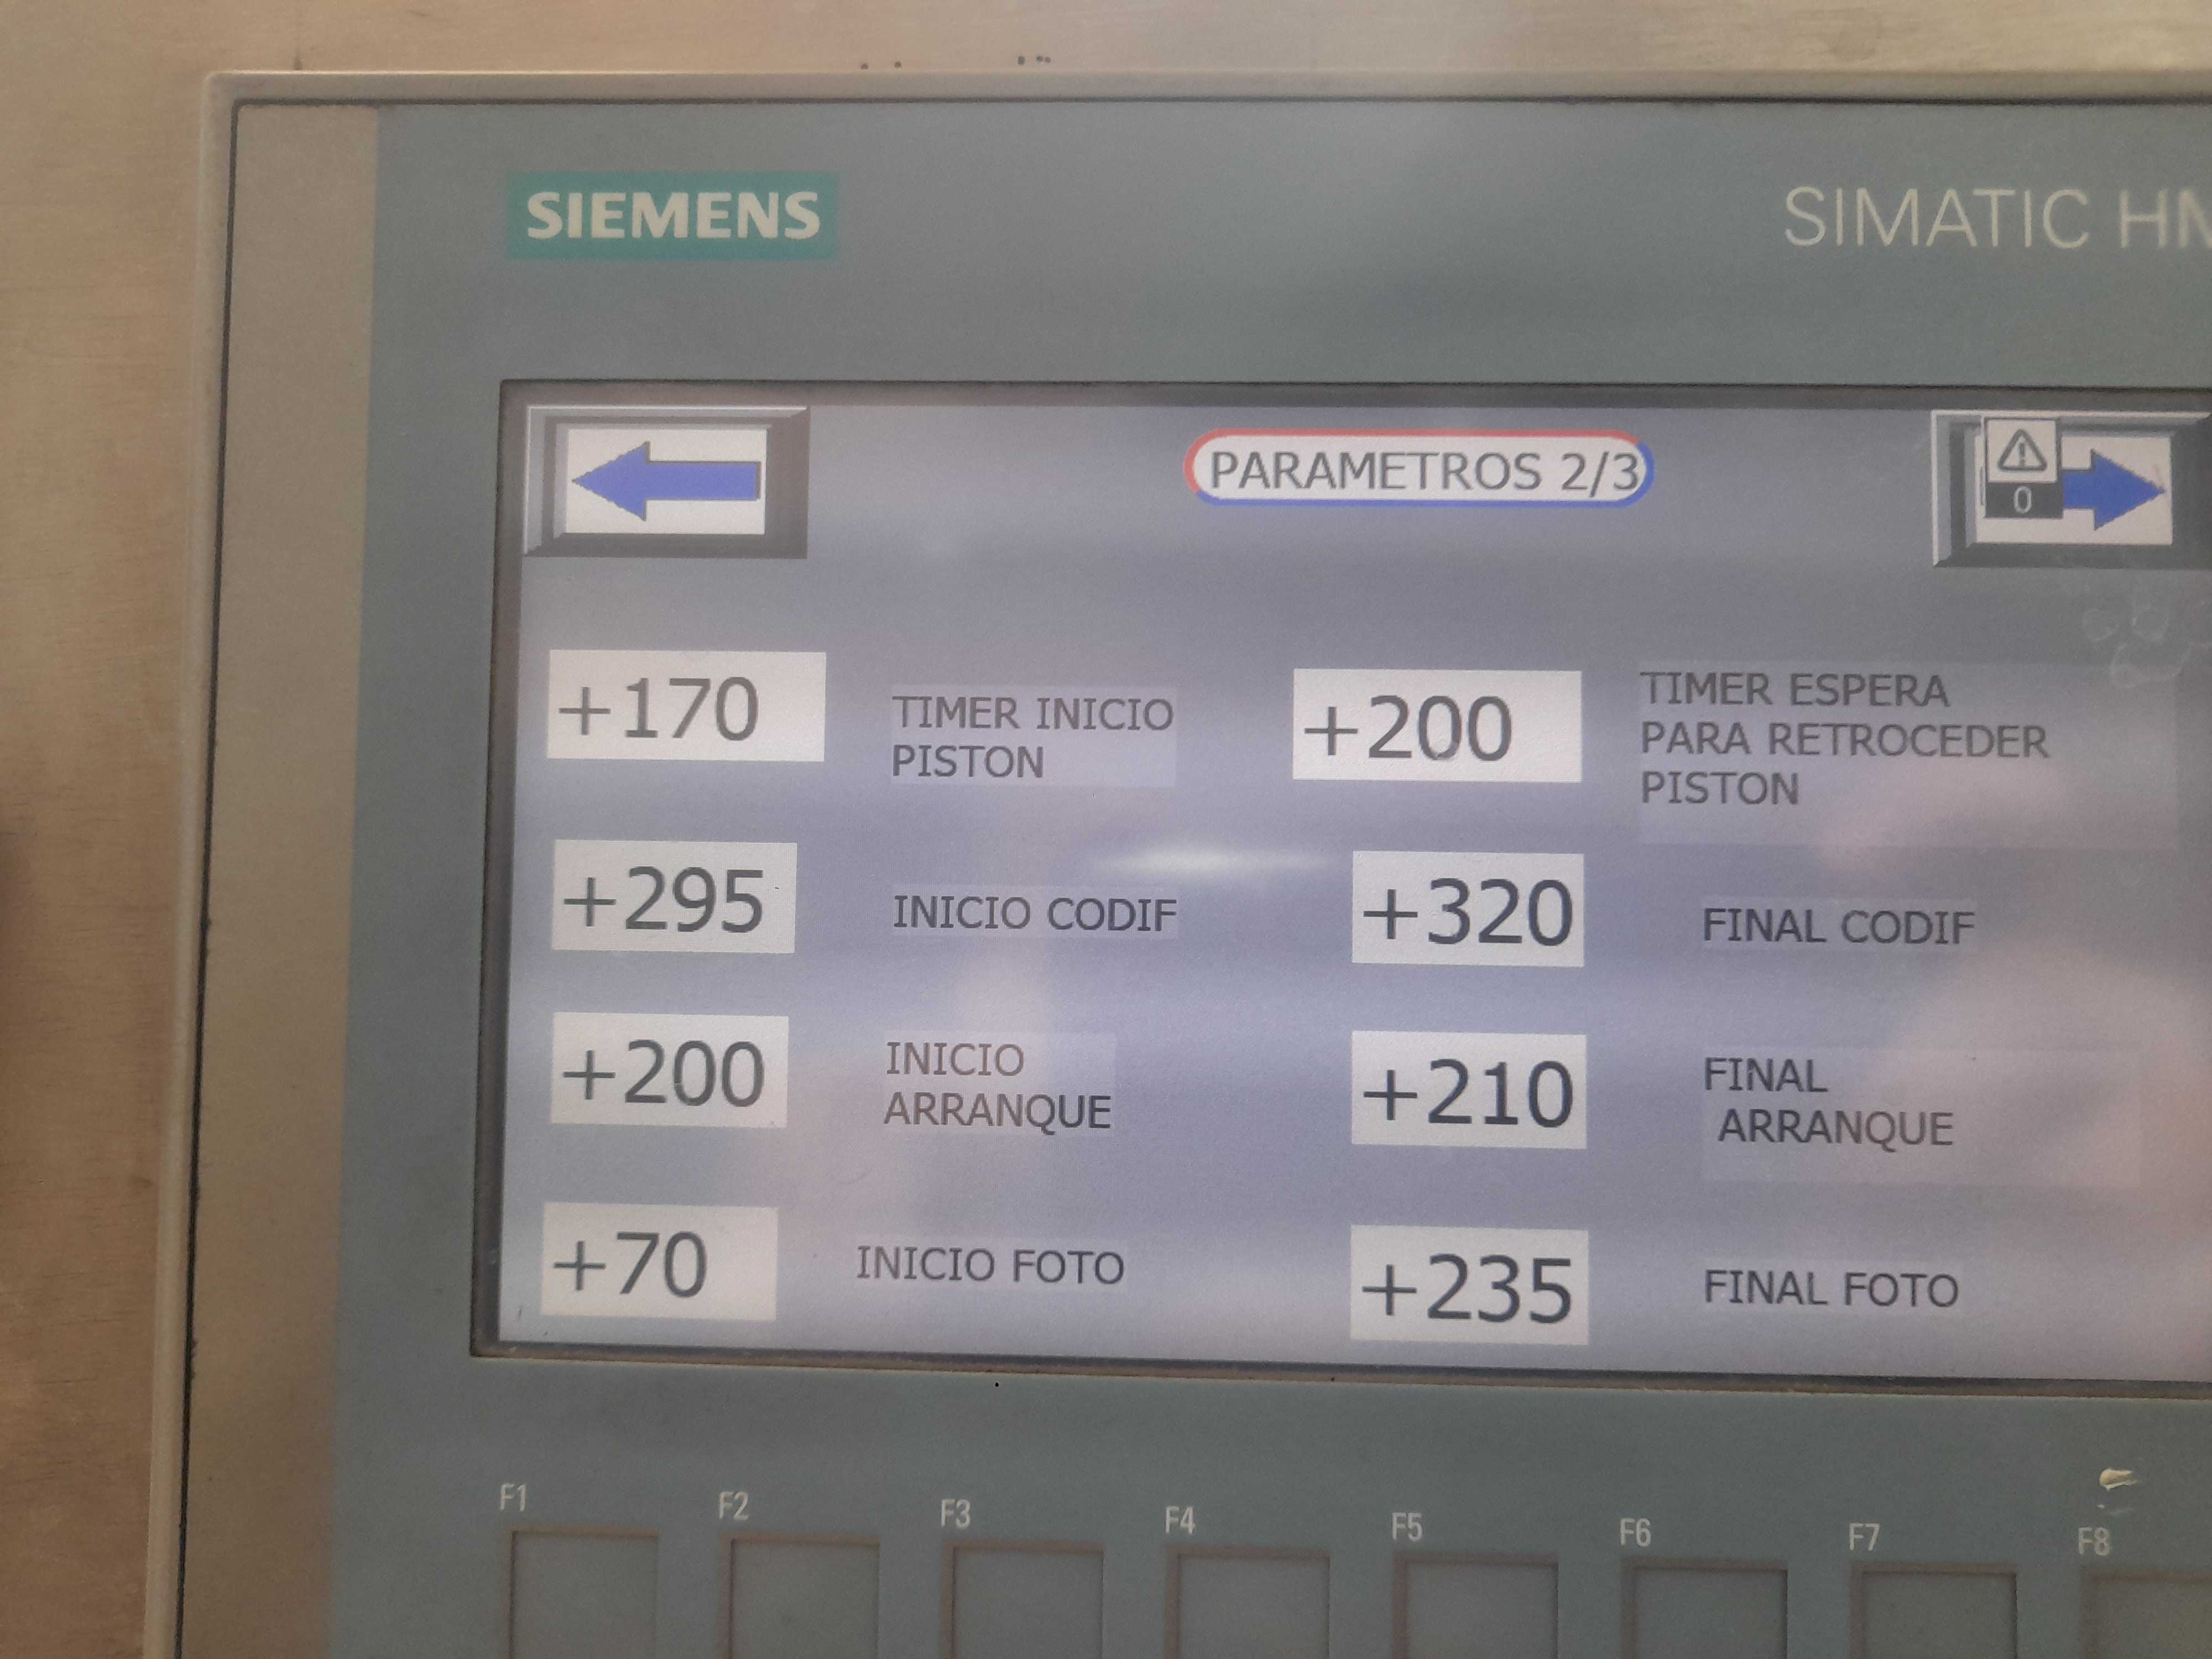 SIEMENS
SIMATIC HM
PARAMETROS 2/3
0
+170
TIMER INICIO
PISTON
+200
TIMER ESPERA
PARA RETROCEDER
PISTON
+295
INICIO CODIF
+320
FINAL CODIF
+200
INICIO
ARRANQUE
+210
FINAL
ARRANQUE
+70
INICIO FOTO
+235
FINAL FOTO
F1
F2
F3
F4
F5
F6
F7
F8